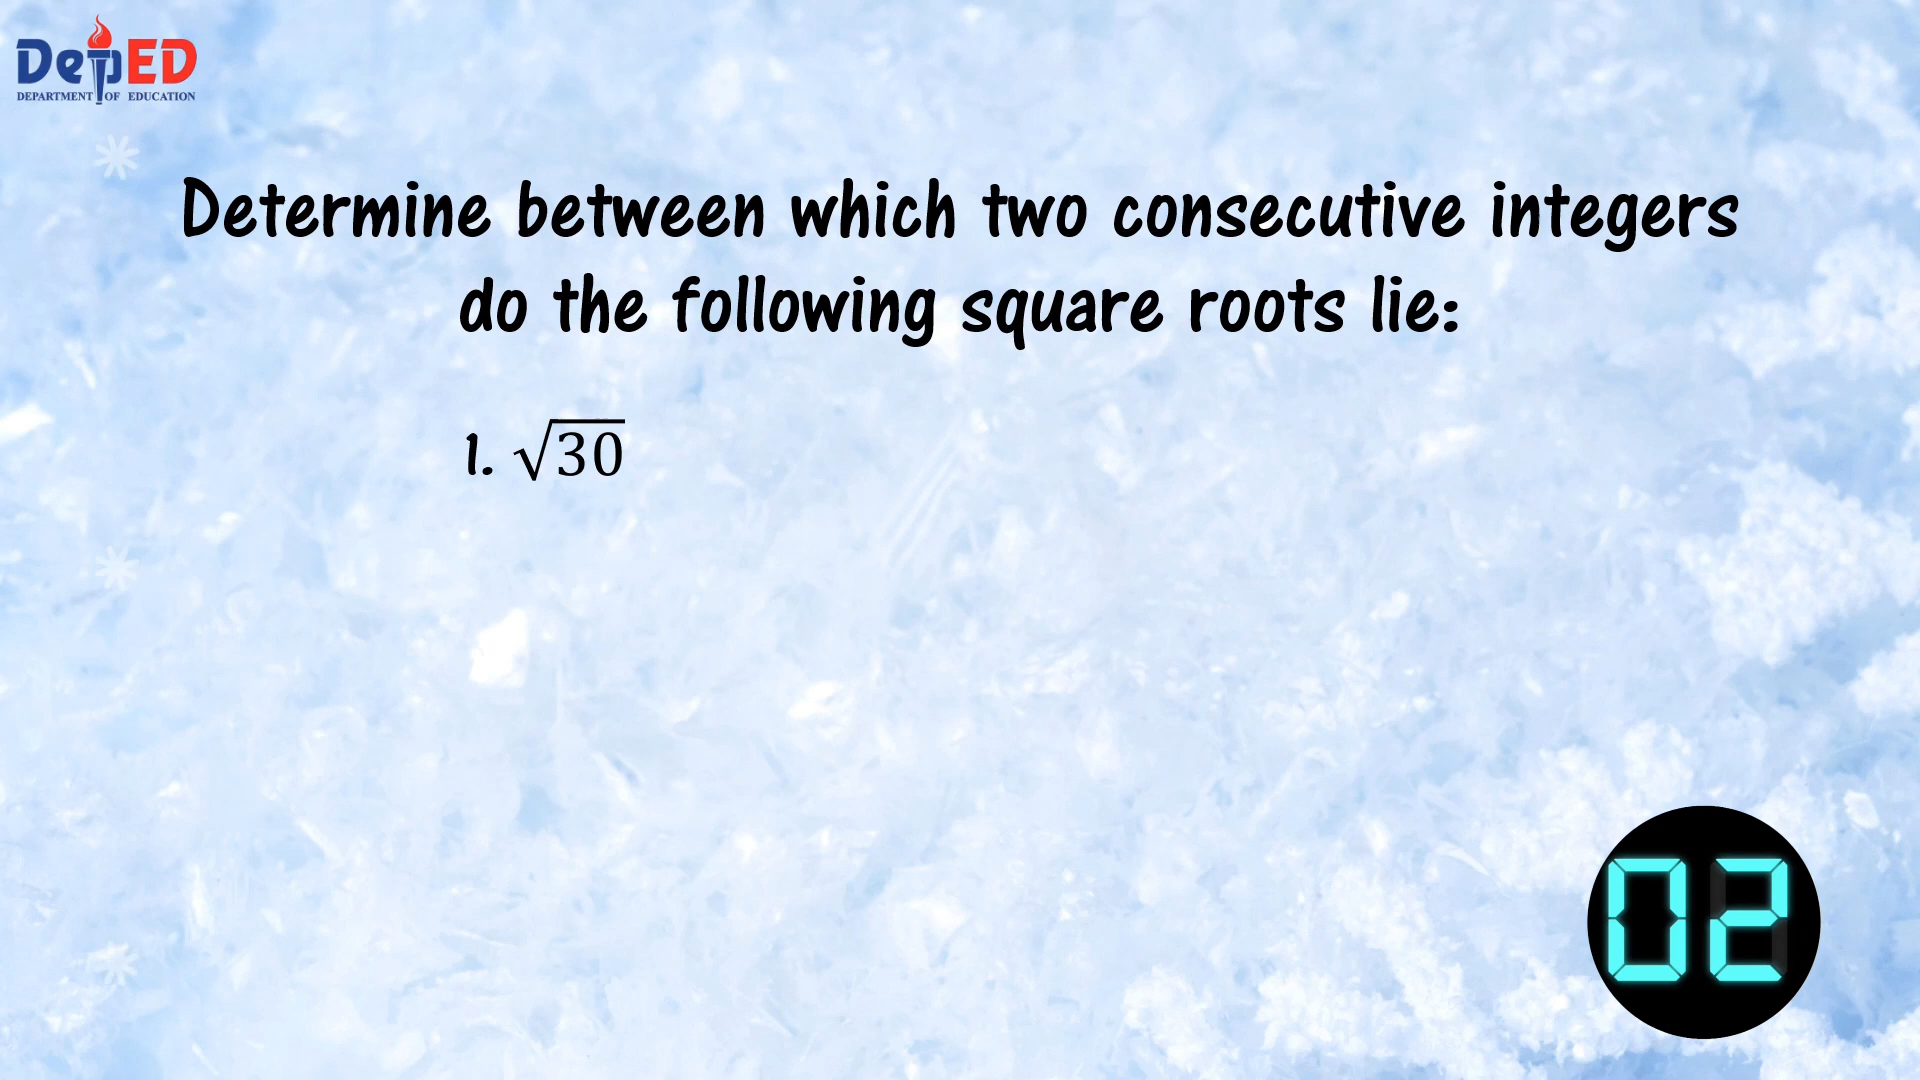 DepED
DEPARTMENT OF EDUCATION
Determine between which two consecutive integers
do the following square roots lie:
1. √30
02